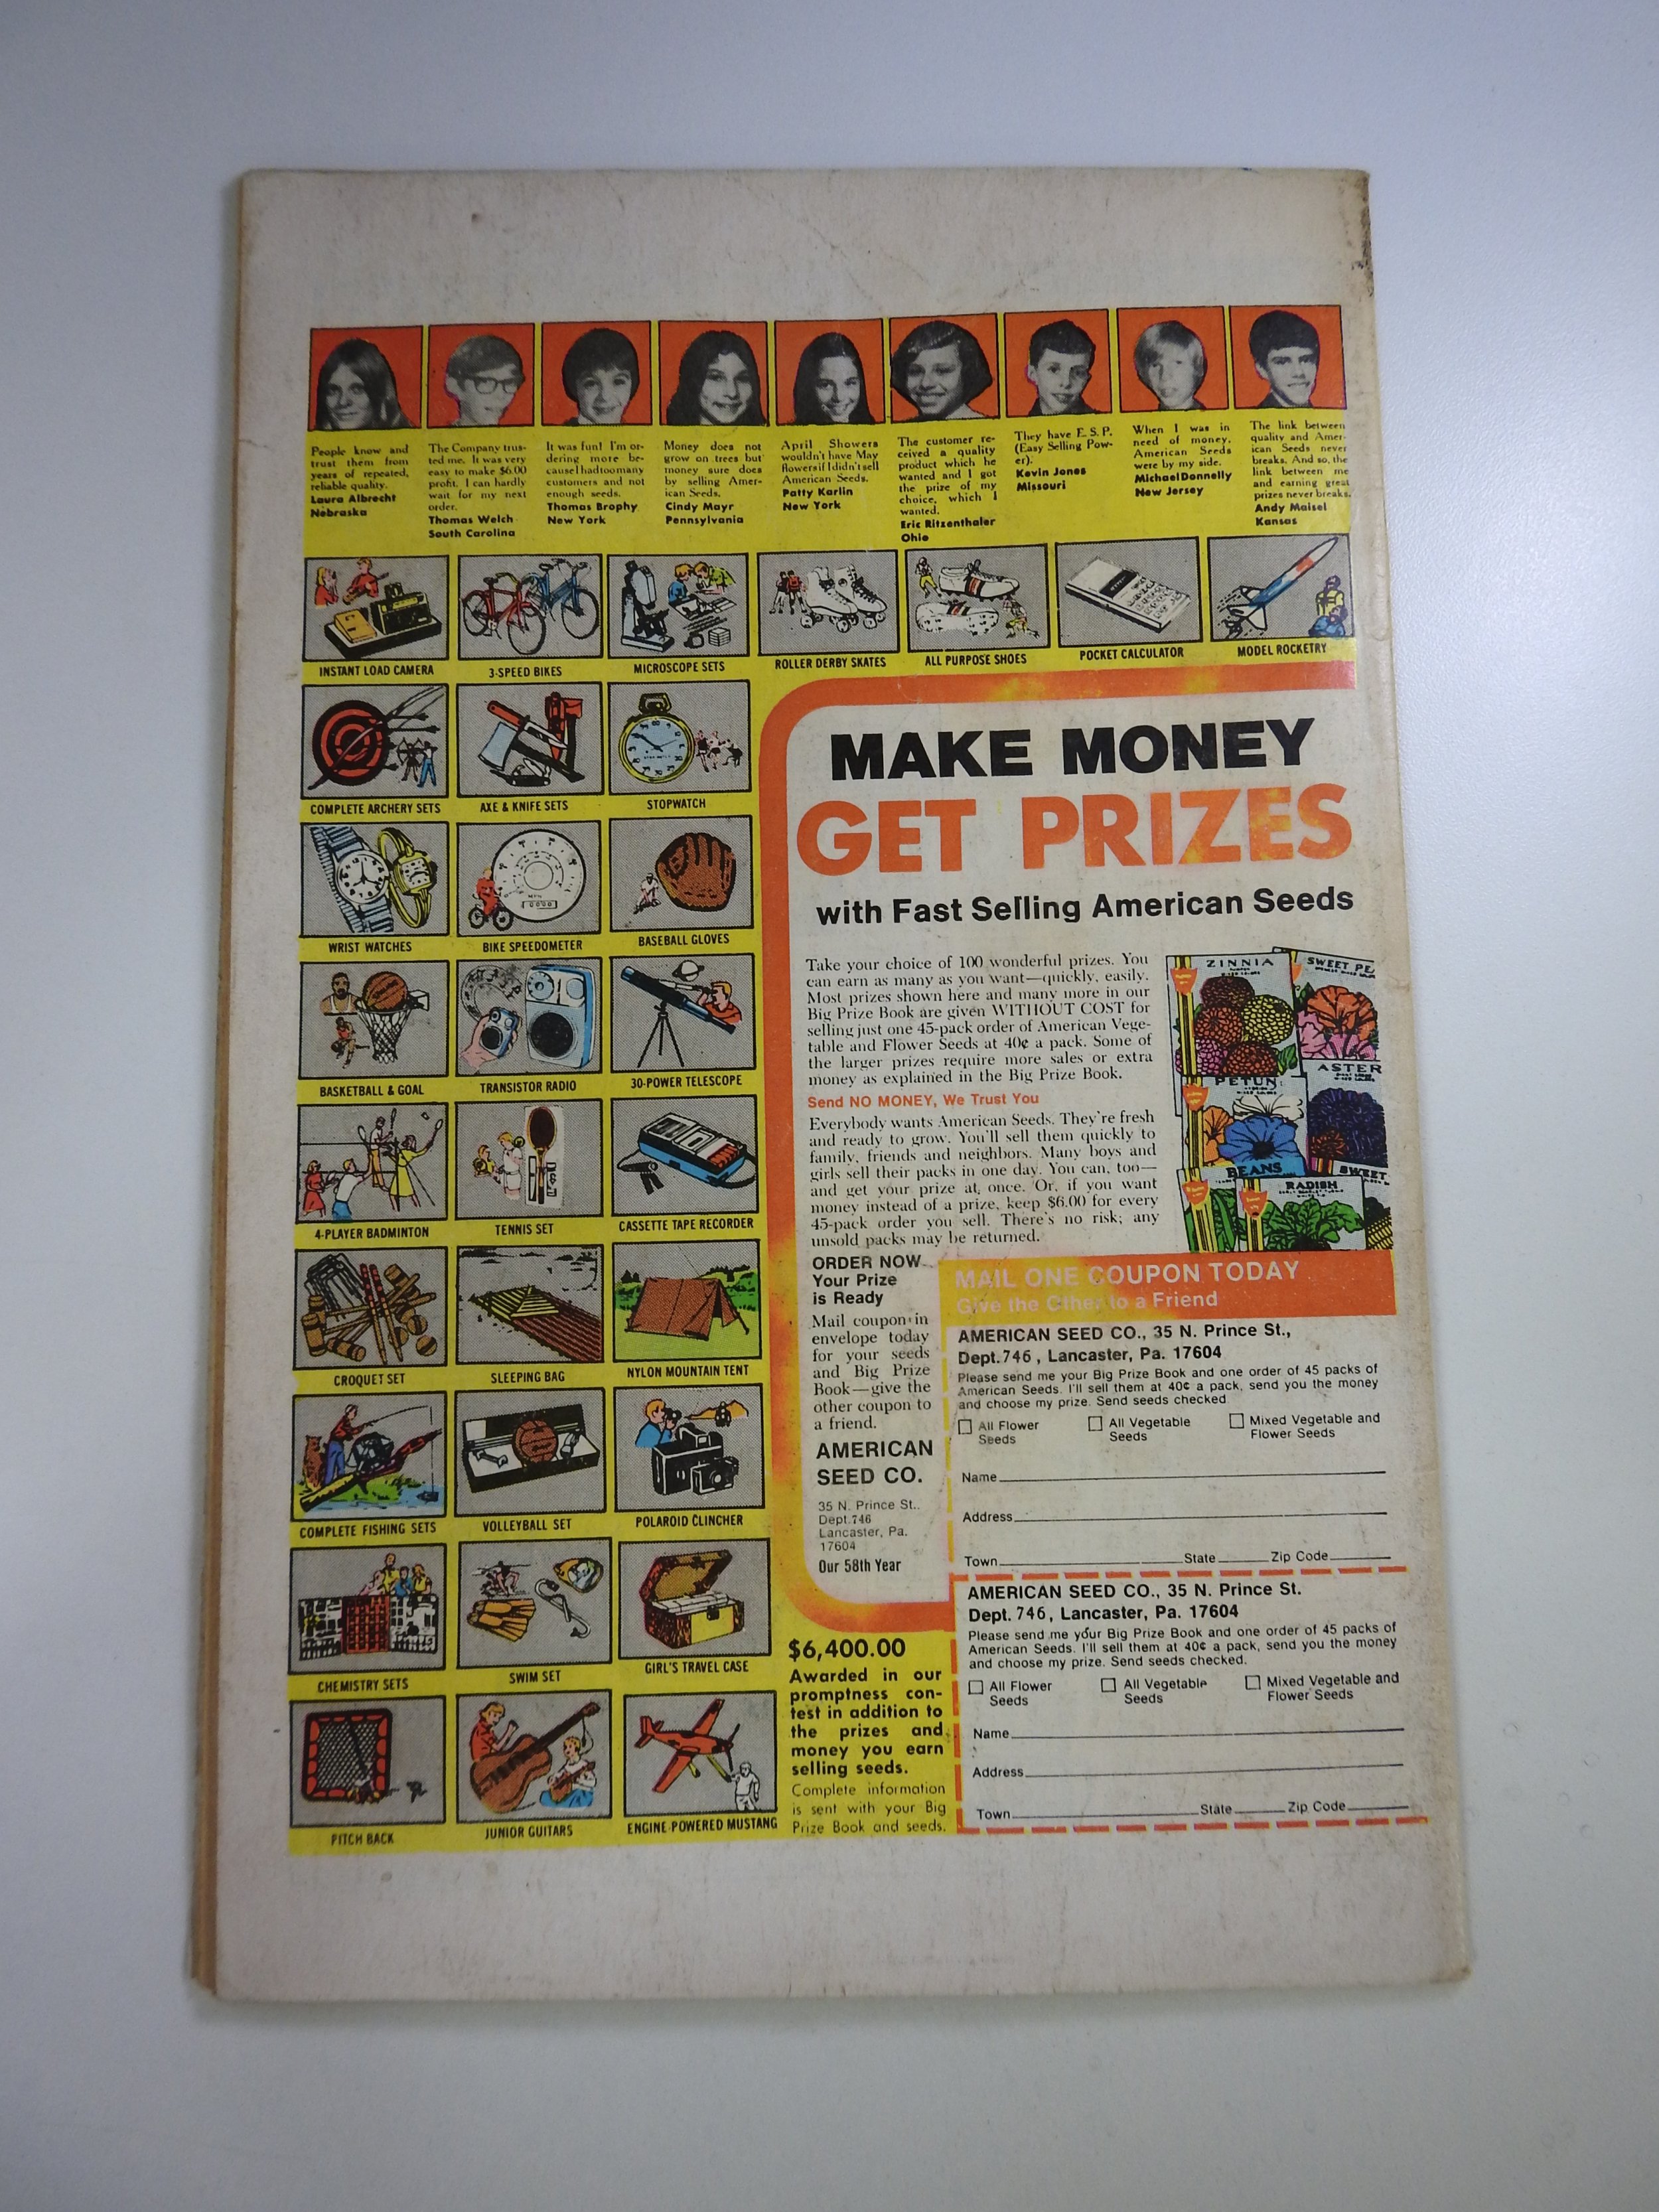 People know and
trust them from
years of repeated,
reliable quality.
Laura Albrecht
Nebraska
The Company trus-
ted me. It was very
easy to make $6.00
profit. I can hardly
wait for my next
order.
Thomas Welch
South Carolina
It was fun! I'm or-
dering more be-
cause I had too many
customers and not
enough seeds.
Thomas Brophy
New York
Money does not
grow on trees but
money sure does
by selling Amer-
ican Seeds.
Cindy Mayr
Pennsylvania
April Showers
wouldn't have May
flowers if I didn't sell
American Seeds.
Patty Karlin
New York
The customer re-
ceived a quality
product which he
wanted and I got
the prize of my
choice, which I
wanted.
Eric Ritzenthaler
Ohio
They have E.S.P.
(Easy Selling Pow-
er).
Kevin Jones
Missouri
When I was in
need of money,
American Seeds
were by my side.
Michael Donnelly
New Jersey
The link between
quality and Amer-
ican Seeds never
breaks. And so, the
link between me
and earning great
prizes never breaks.
Andy Maisel
Kansas
INSTANT LOAD CAMERA
3-SPEED BIKES
MICROSCOPE SETS
ROLLER DERBY SKATES
ALL PURPOSE SHOES
POCKET CALCULATOR
MODEL ROCKETRY
COMPLETE ARCHERY SETS
AXE & KNIFE SETS
STOPWATCH
WRIST WATCHES
BIKE SPEEDOMETER
BASEBALL GLOVES
BASKETBALL & GOAL
TRANSISTOR RADIO
30-POWER TELESCOPE
4-PLAYER BADMINTON
TENNIS SET
CASSETTE TAPE RECORDER
CROQUET SET
SLEEPING BAG
NYLON MOUNTAIN TENT
COMPLETE FISHING SETS
VOLLEYBALL SET
POLAROID CLINCHER
CHEMISTRY SETS
SWIM SET
GIRL'S TRAVEL CASE
PITCH BACK
JUNIOR GUITARS
ENGINE-POWERED MUSTANG
MAKE MONEY
GET PRIZES
with Fast Selling American Seeds
Take your choice of 100 wonderful prizes. You
can earn as many as you want—quickly, easily.
Most prizes shown here and many more in our
Big Prize Book are given WITHOUT COST for
selling just one 45-pack order of American Vege-
table and Flower Seeds at 40¢ a pack. Some of
the larger prizes require more sales or extra
money as explained in the Big Prize Book.
Send NO MONEY, We Trust You
Everybody wants American Seeds. They're fresh
and ready to grow. You'll sell them quickly to
family, friends and neighbors. Many boys and
girls sell their packs in one day. You can, too—
and get your prize at once. Or, if you want
money instead of a prize, keep $6.00 for every
45-pack order you sell. There's no risk; any
unsold packs may be returned.
ZINNIA
SWEET PEA
ASTER
PETUN
BEANS
SWEET
RADISH
ORDER NOW
Your Prize
is Ready
Mail coupon in
envelope today
for your seeds
and Big Prize
Book—give the
other coupon to
a friend.
AMERICAN
SEED CO.
35 N. Prince St.
Dept.746
Lancaster, Pa.
17604
Our 58th Year
$6,400.00
Awarded in our
promptness con-
test in addition to
the prizes and
money you earn
selling seeds.
Complete information
is sent with your Big
Prize Book and seeds.
MAIL ONE COUPON TODAY
Give the Other to a Friend
AMERICAN SEED CO., 35 N. Prince St.,
Dept.746, Lancaster, Pa. 17604
Please send me your Big Prize Book and one order of 45 packs of
American Seeds. I'll sell them at 40¢ a pack, send you the money
and choose my prize. Send seeds checked.
All Flower
Seeds
All Vegetable
Seeds
Mixed Vegetable and
Flower Seeds
Name
Address
Town State Zip Code
AMERICAN SEED CO., 35 N. Prince St.
Dept. 746, Lancaster, Pa. 17604
Please send me your Big Prize Book and one order of 45 packs of
American Seeds. I'll sell them at 40¢ a pack, send you the money
and choose my prize. Send seeds checked.
All Flower
Seeds
All Vegetable
Seeds
Mixed Vegetable and
Flower Seeds
Name
Address
Town State Zip Code